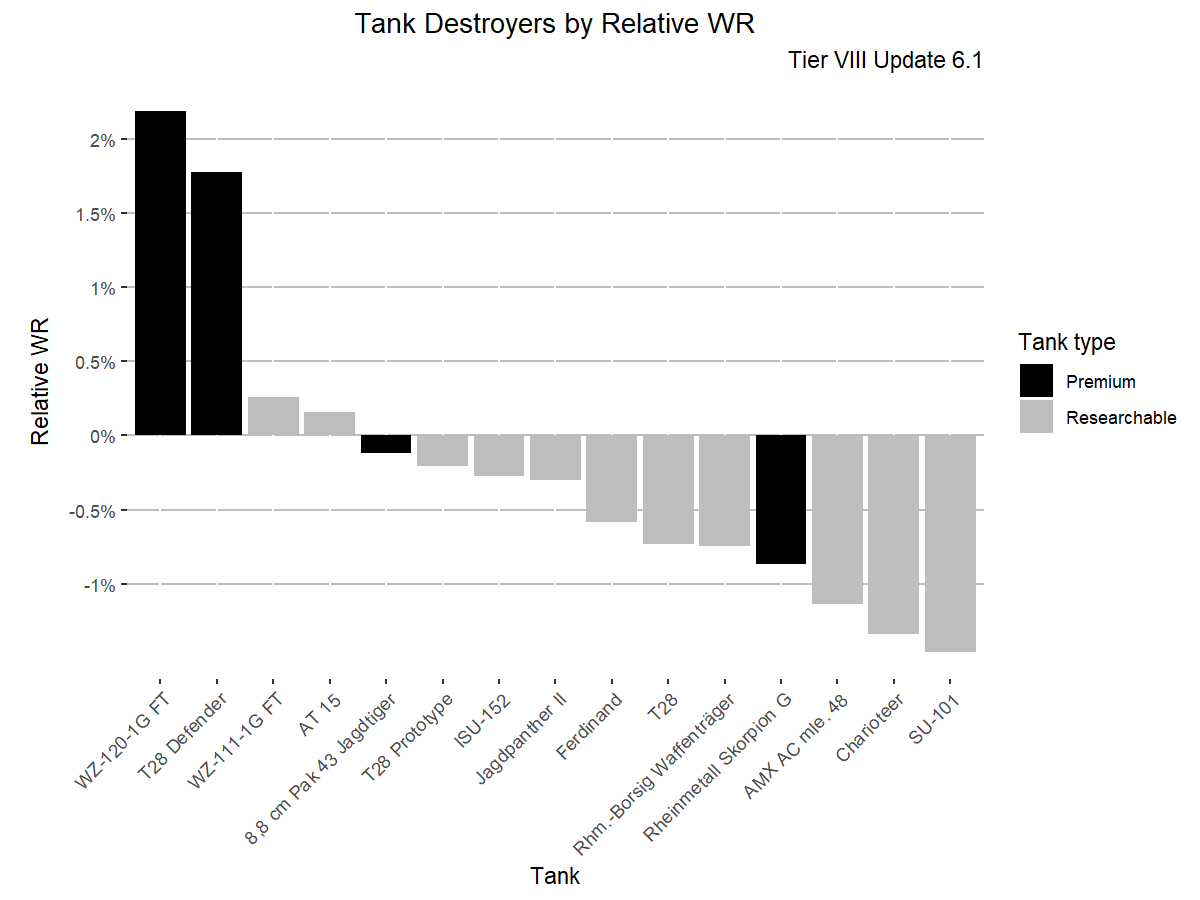 Tank Destroyers by Relative WR
Tier VIII Update 6.1
Relative WR
2%
1.5%
1%
0.5%
0%
-0.5%
-1%
WZ-120-1G FT
T28 Defender
WZ-111-1G FT
AT 15
8,8 cm Pak 43 Jagdtiger
T28 Prototype
ISU-152
Jagdpanther II
Ferdinand
T28
Rhm.-Borsig Waffenträger
Rheinmetall Skorpion G
AMX AC mle. 48
Charioteer
SU-101
Tank
Tank type
Premium
Researchable